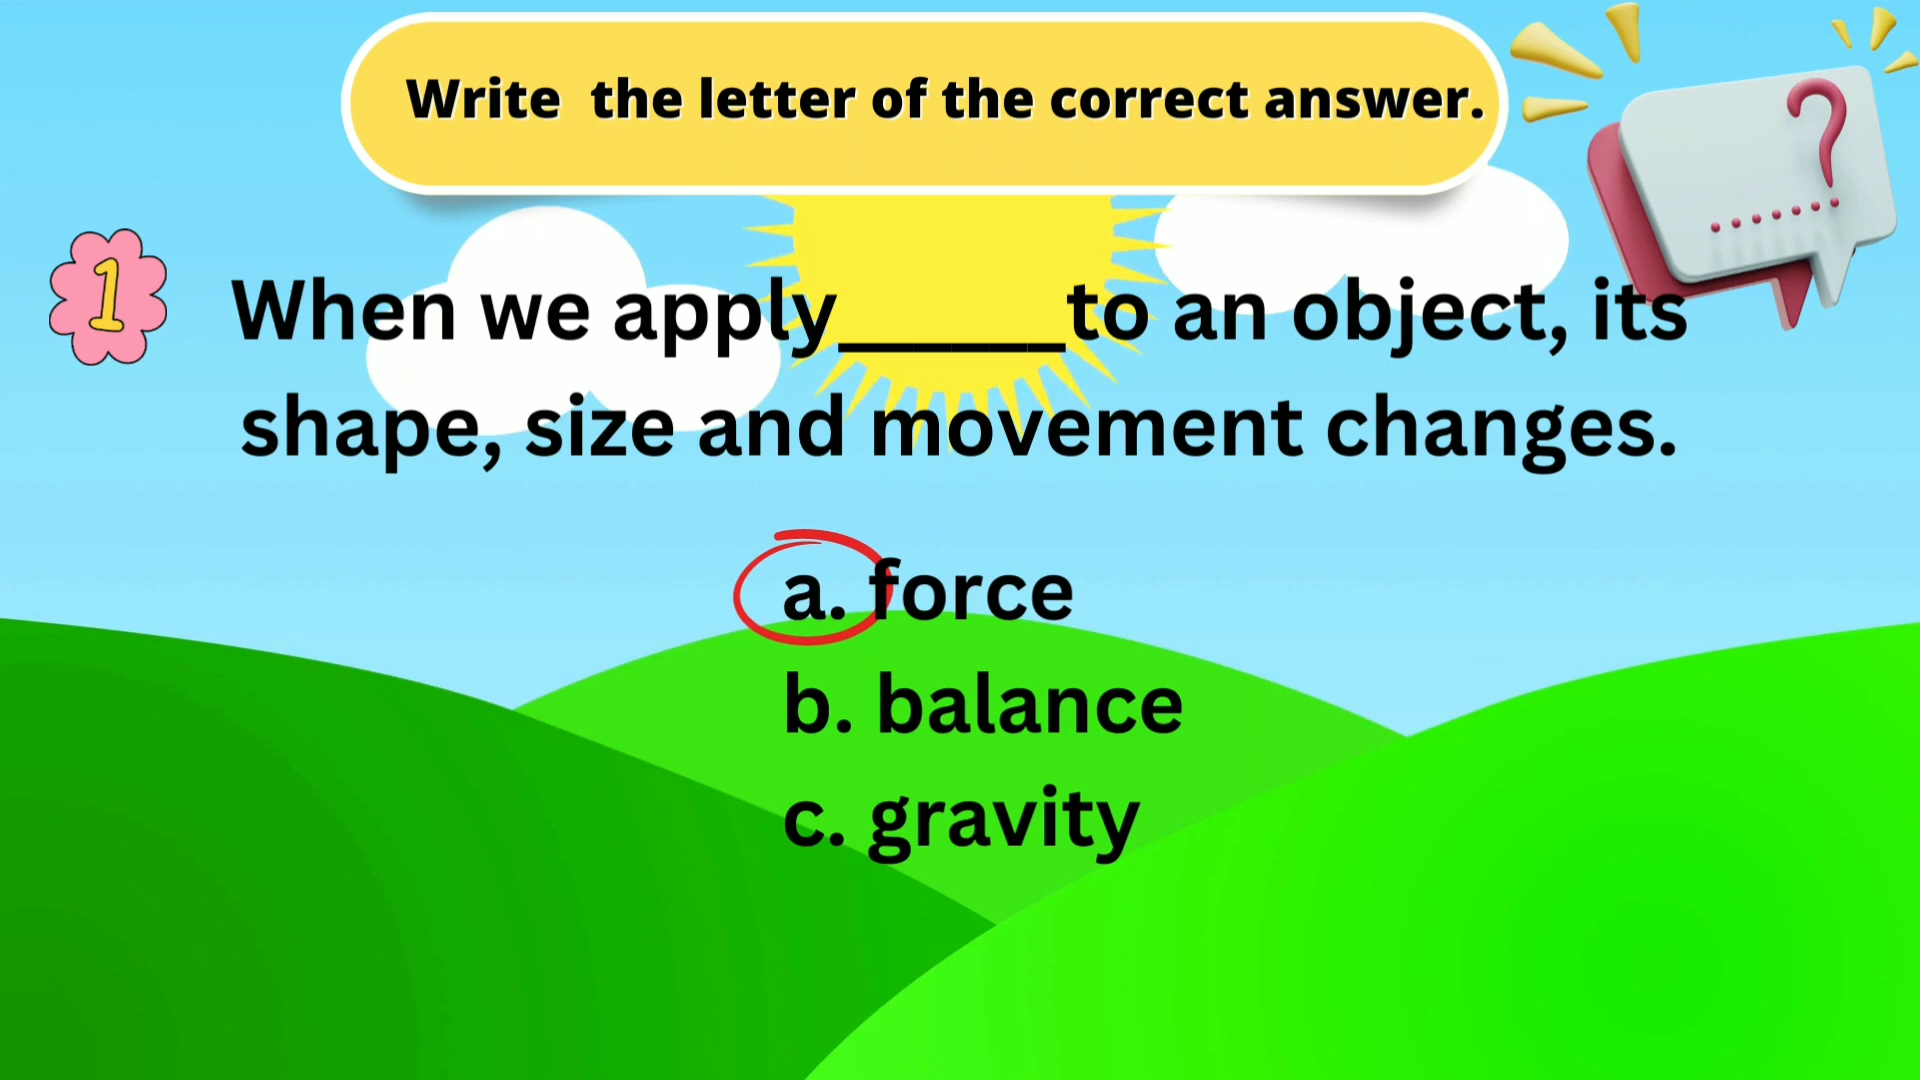 Write the letter of the correct answer.
1
When we apply______to an object, its
shape, size and movement changes.
a. force
b. balance
c. gravity
?